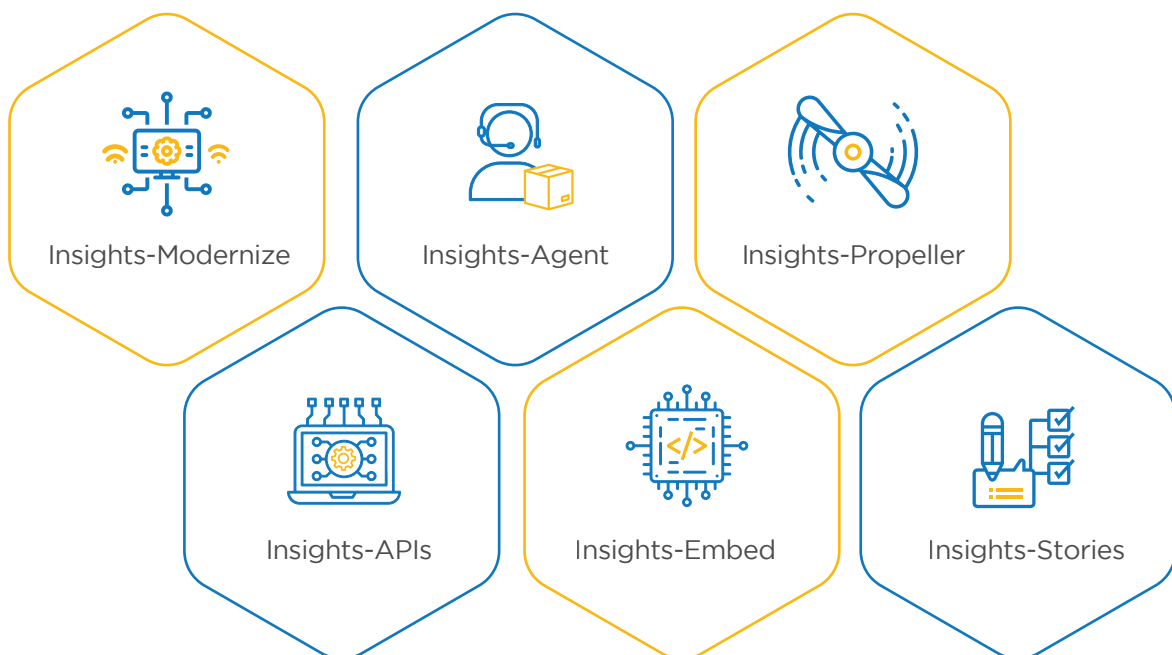 Insights-Modernize
Insights-Agent
Insights-Propeller
</>
Insights-APIs
Insights-Embed
Insights-Stories